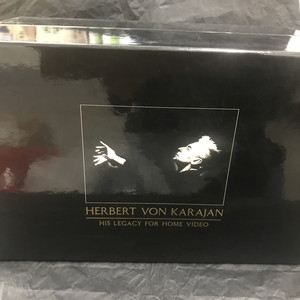 HERBERT VON KARAJAN
HIS LEGACY FOR HOME VIDEO